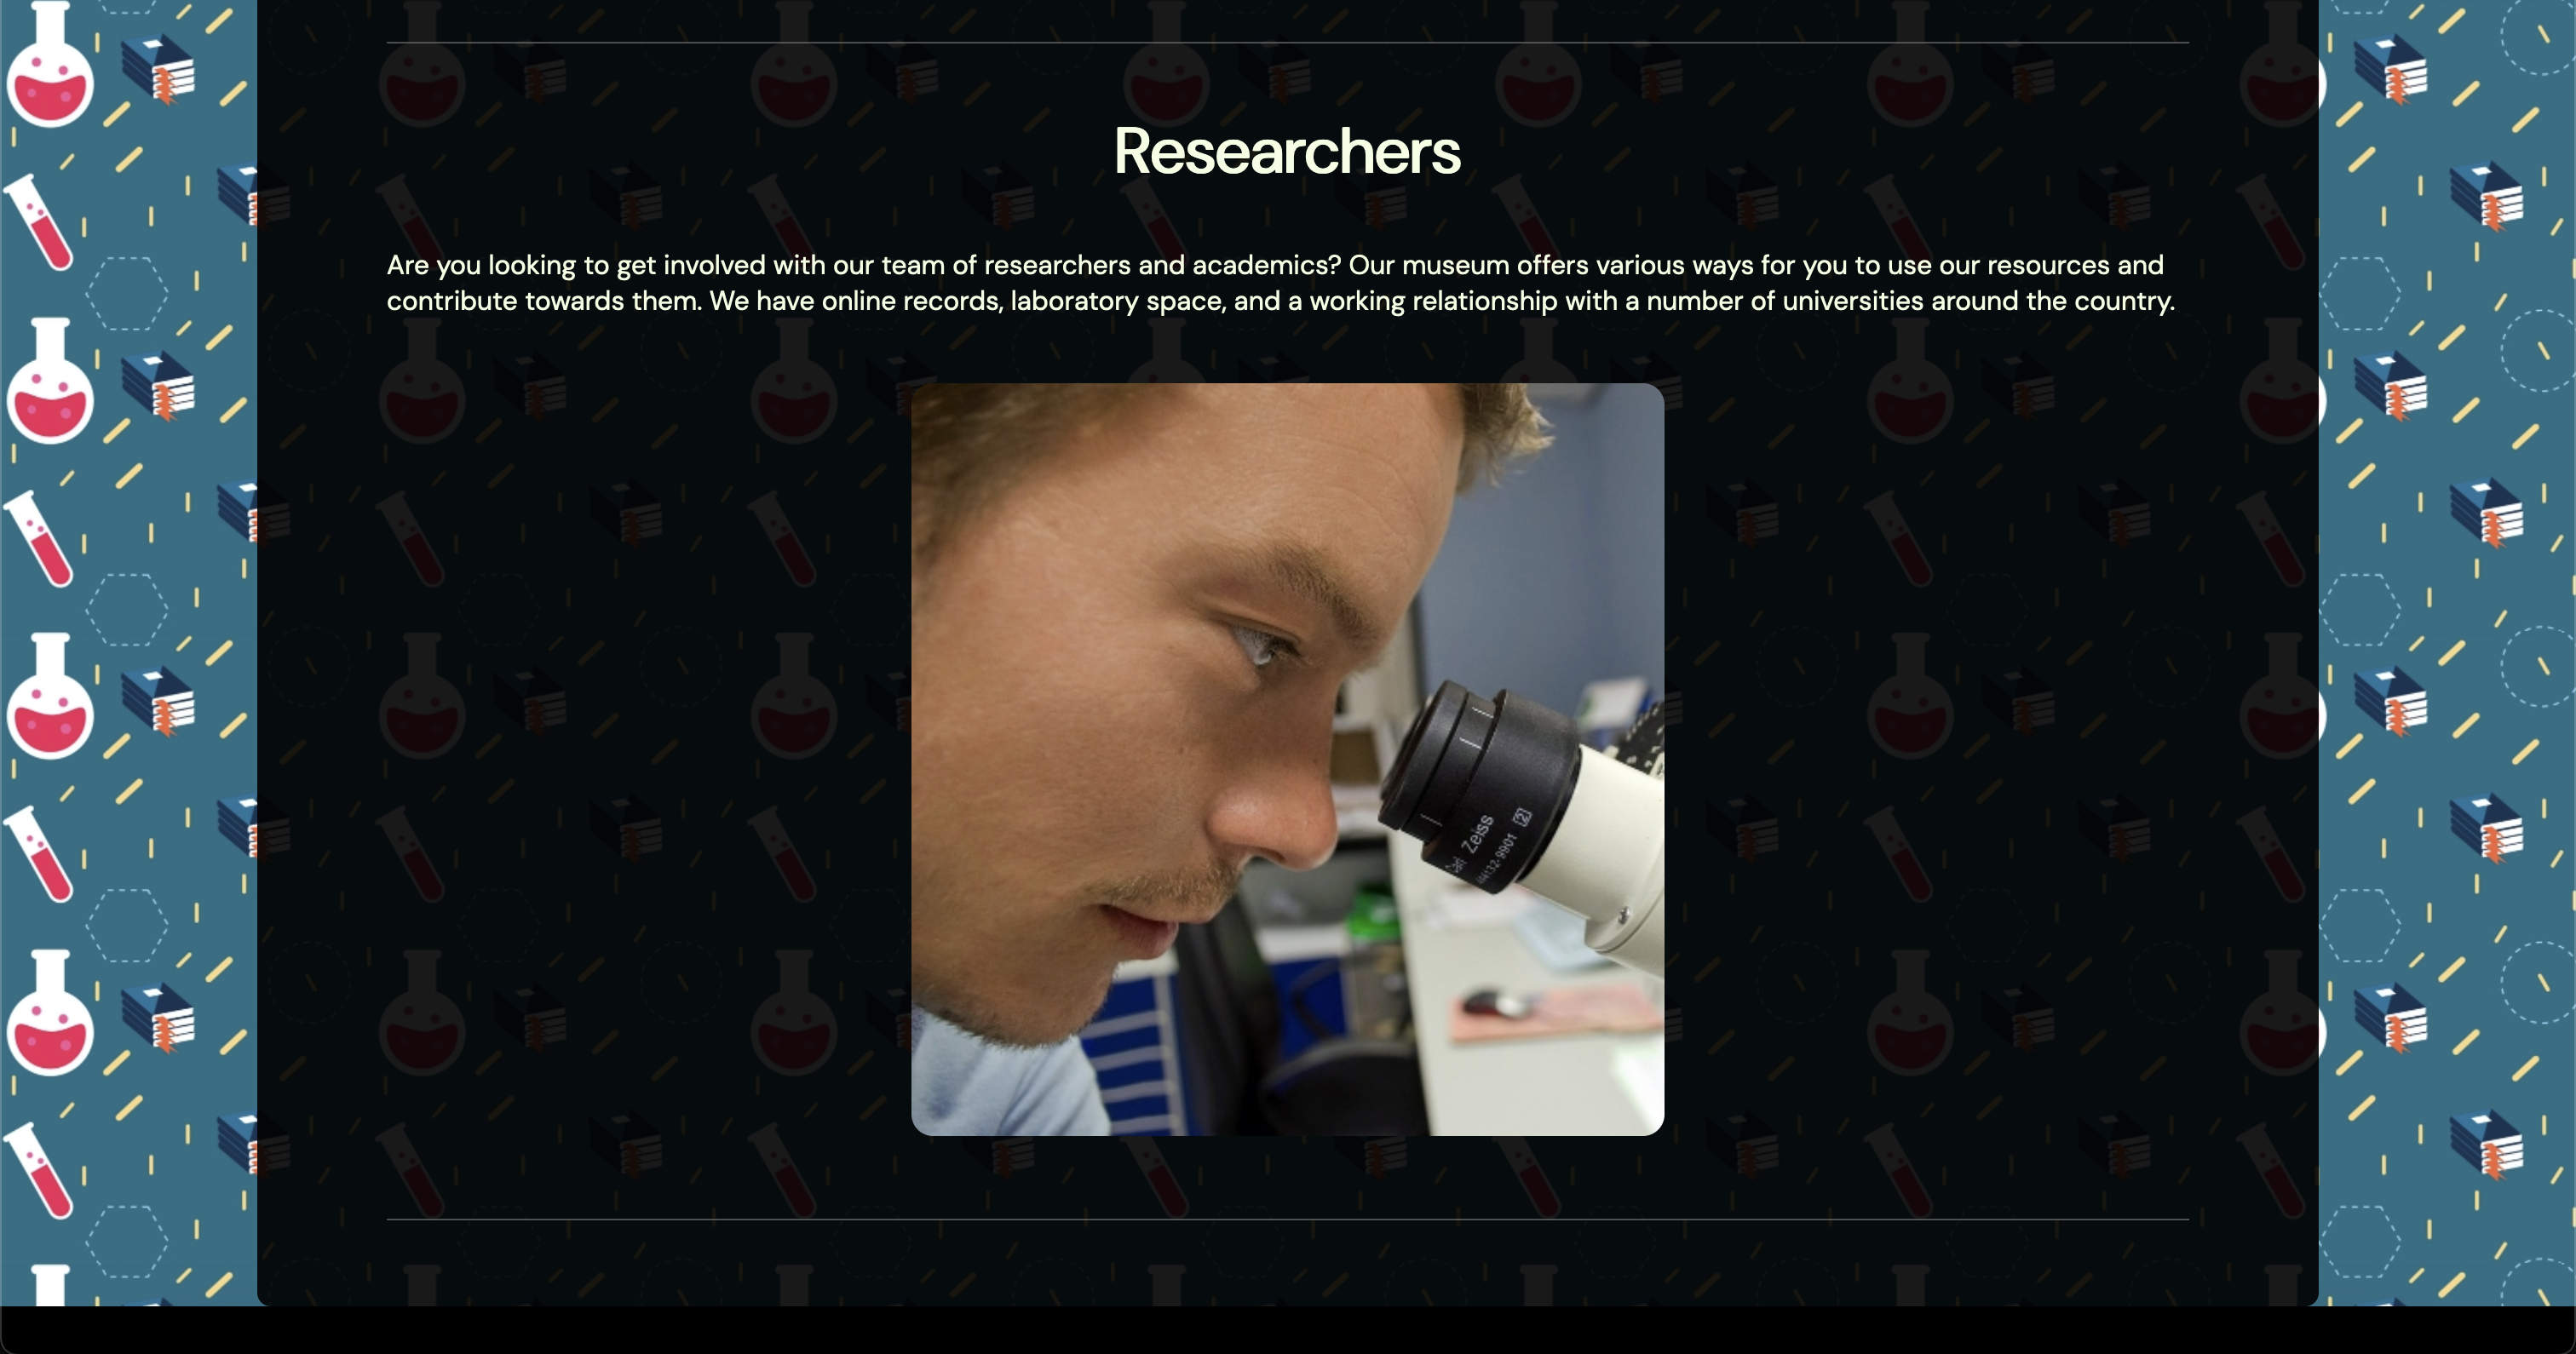 Researchers
Are you looking to get involved with our team of researchers and academics? Our museum offers various ways for you to use our resources and
contribute towards them. We have online records, laboratory space, and a working relationship with a number of universities around the country.
Zeiss
[2]